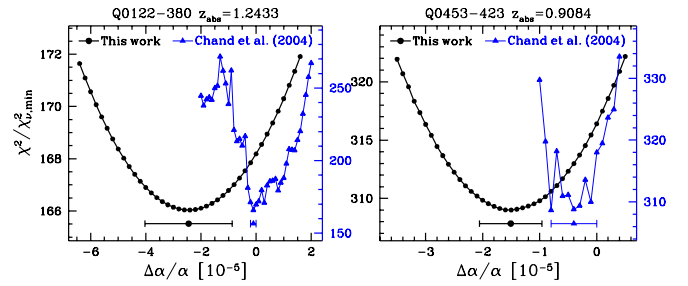 Q0122−380 z_abs=1.2433
This work
Chand et al. (2004)
χ²/χ²_ν,min
172
170
168
166
250
200
150
−6
−4
−2
0
2
Δα/α [10⁻⁵]
Q0453−423 z_abs=0.9084
This work
Chand et al. (2004)
320
315
310
330
325
320
315
310
−3
−2
−1
0
Δα/α [10⁻⁵]